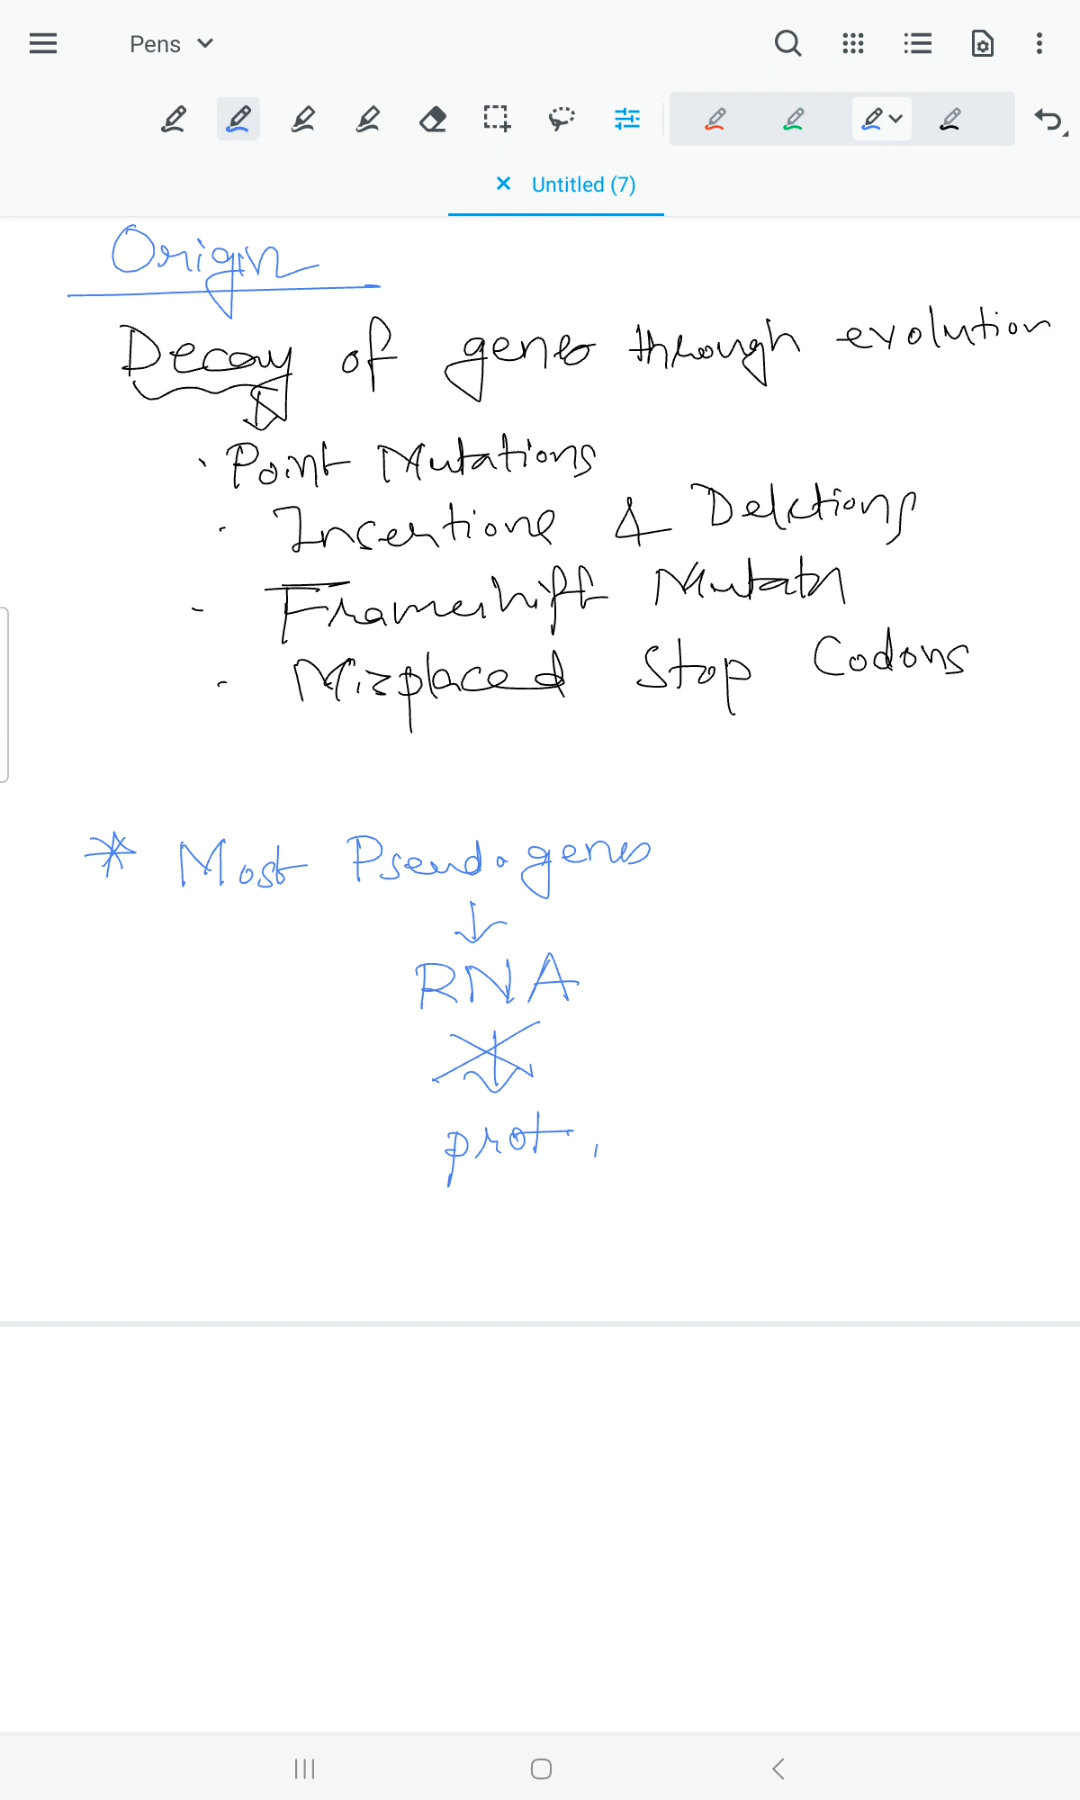 Pens
Untitled (7)
Origin
Decay of genes through evolution
· Point Mutations
· Insertions & Deletions
- Frameshift Mutatn
- Misplaced Stop Codons
* Most Pseudogenes
↓
RNA
↓
prot.